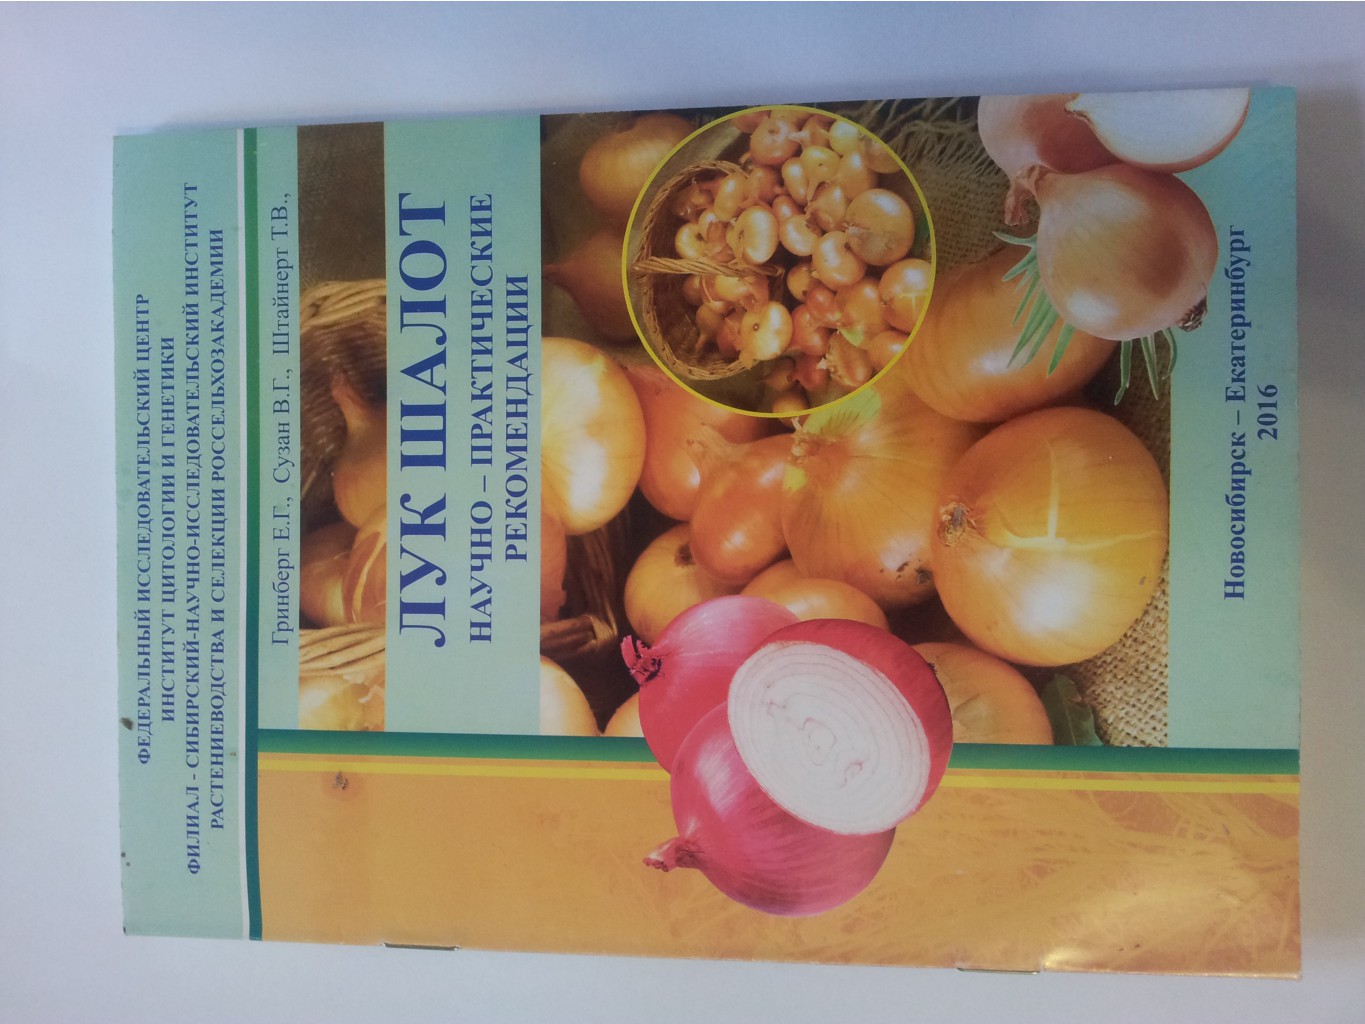 ФЕДЕРАЛЬНЫЙ ИССЛЕДОВАТЕЛЬСКИЙ ЦЕНТР
ИНСТИТУТ ЦИТОЛОГИИ И ГЕНЕТИКИ
ФИЛИАЛ - СИБИРСКИЙ-НАУЧНО-ИССЛЕДОВАТЕЛЬСКИЙ ИНСТИТУТ
РАСТЕНИЕВОДСТВА И СЕЛЕКЦИИ РОССЕЛЬХОЗАКАДЕМИИ
Гринберг Е.Г., Сузан В.Г., Штайнерт Т.В.,
ЛУК ШАЛОТ
НАУЧНО – ПРАКТИЧЕСКИЕ
РЕКОМЕНДАЦИИ
Новосибирск – Екатеринбург
2016